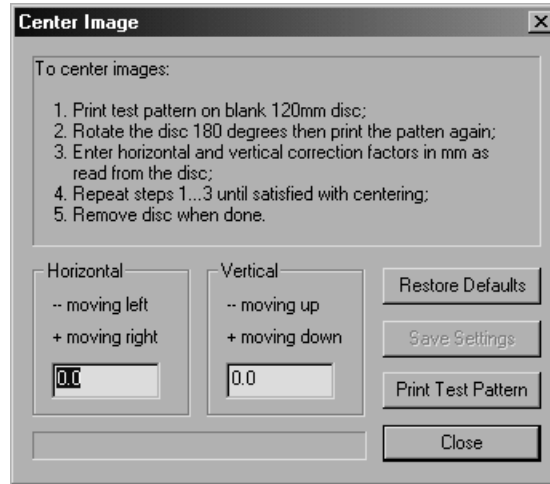 Center Image
To center images:
1. Print test pattern on blank 120mm disc;
2. Rotate the disc 180 degrees then print the patten again;
3. Enter horizontal and vertical correction factors in mm as
read from the disc;
4. Repeat steps 1...3 until satisfied with centering;
5. Remove disc when done.
Horizontal
-- moving left
+ moving right
0.0
Vertical
-- moving up
+ moving down
0.0
Restore Defaults
Save Settings
Print Test Pattern
Close